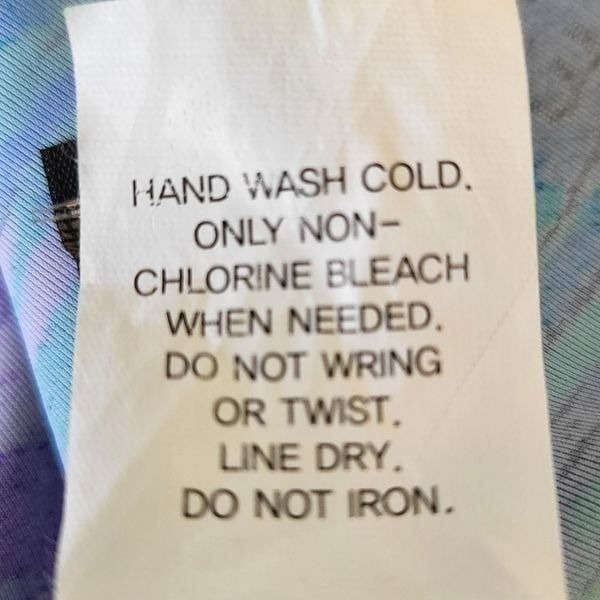 HAND WASH COLD.
ONLY NON-
CHLORINE BLEACH
WHEN NEEDED.
DO NOT WRING
OR TWIST.
LINE DRY.
DO NOT IRON.